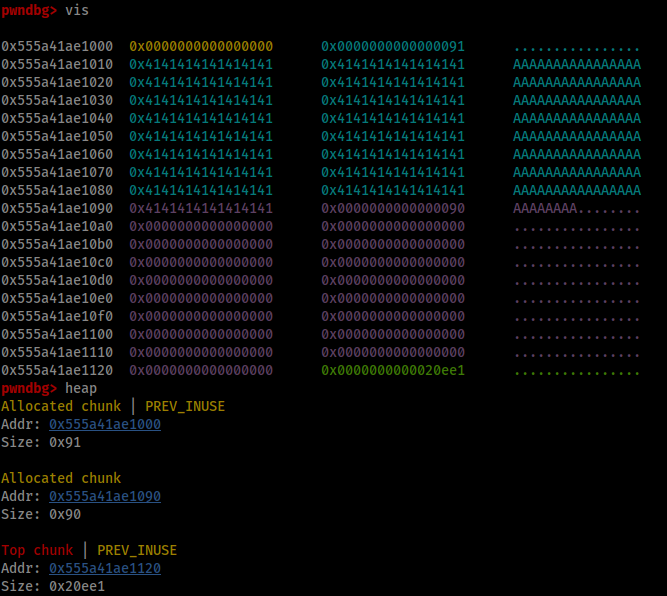 pwndbg> vis

0x555a41ae1000  0x0000000000000000      0x0000000000000091      ................
0x555a41ae1010  0x4141414141414141      0x4141414141414141      AAAAAAAAAAAAAAAA
0x555a41ae1020  0x4141414141414141      0x4141414141414141      AAAAAAAAAAAAAAAA
0x555a41ae1030  0x4141414141414141      0x4141414141414141      AAAAAAAAAAAAAAAA
0x555a41ae1040  0x4141414141414141      0x4141414141414141      AAAAAAAAAAAAAAAA
0x555a41ae1050  0x4141414141414141      0x4141414141414141      AAAAAAAAAAAAAAAA
0x555a41ae1060  0x4141414141414141      0x4141414141414141      AAAAAAAAAAAAAAAA
0x555a41ae1070  0x4141414141414141      0x4141414141414141      AAAAAAAAAAAAAAAA
0x555a41ae1080  0x4141414141414141      0x4141414141414141      AAAAAAAAAAAAAAAA
0x555a41ae1090  0x4141414141414141      0x0000000000000090      AAAAAAAA........
0x555a41ae10a0  0x0000000000000000      0x0000000000000000      ................
0x555a41ae10b0  0x0000000000000000      0x0000000000000000      ................
0x555a41ae10c0  0x0000000000000000      0x0000000000000000      ................
0x555a41ae10d0  0x0000000000000000      0x0000000000000000      ................
0x555a41ae10e0  0x0000000000000000      0x0000000000000000      ................
0x555a41ae10f0  0x0000000000000000      0x0000000000000000      ................
0x555a41ae1100  0x0000000000000000      0x0000000000000000      ................
0x555a41ae1110  0x0000000000000000      0x0000000000000000      ................
0x555a41ae1120  0x0000000000000000      0x0000000000020ee1      ................
pwndbg> heap
Allocated chunk | PREV_INUSE
Addr: 0x555a41ae1000
Size: 0x91

Allocated chunk
Addr: 0x555a41ae1090
Size: 0x90

Top chunk | PREV_INUSE
Addr: 0x555a41ae1120
Size: 0x20ee1